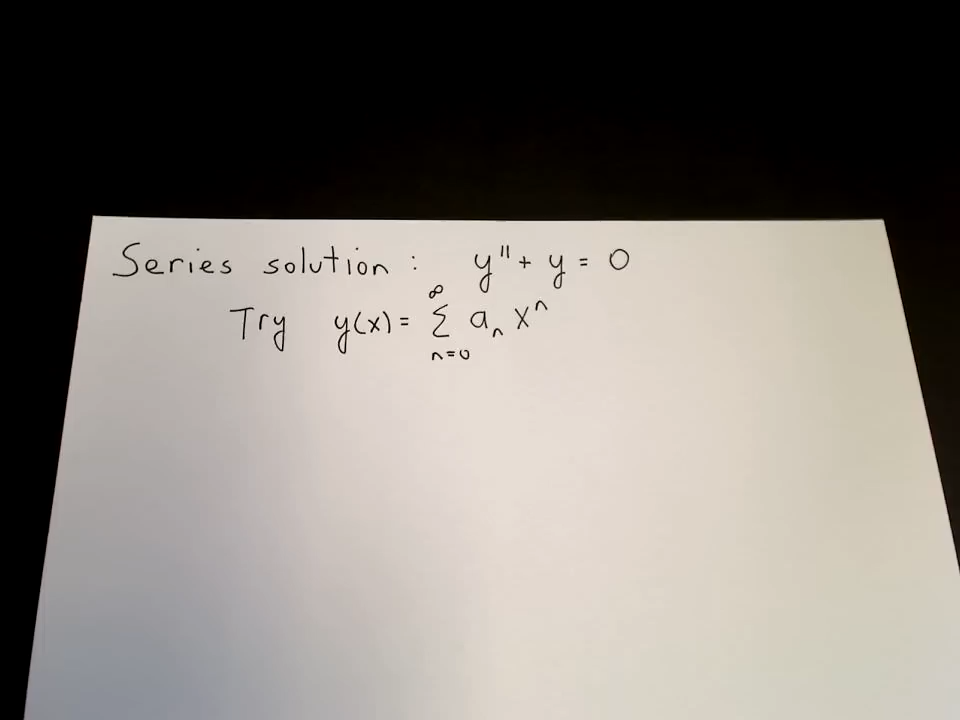 Series solution : y" + y = 0
Try y(x) = ∑_{n=0}^{∞} a_n x^n